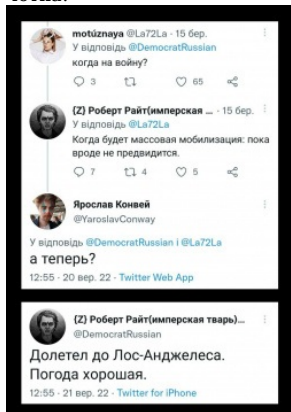 motúznaya @La72La · 15 бер.
У відповідь @DemocratRussian
когда на войну?
3 65
{Z} Роберт Райт(имперская ... · 15 бер.
У відповідь @La72La
Когда будет массовая мобилизация: пока
вроде не предвидится.
7 4 5
Ярослав Конвей
@YaroslavConway
У відповідь @DemocratRussian і @La72La
а теперь?
12:55 · 20 вер. 22 · Twitter Web App
{Z} Роберт Райт(имперская тварь)...
@DemocratRussian
Долетел до Лос-Анджелеса.
Погода хорошая.
12:55 · 21 вер. 22 · Twitter for iPhone